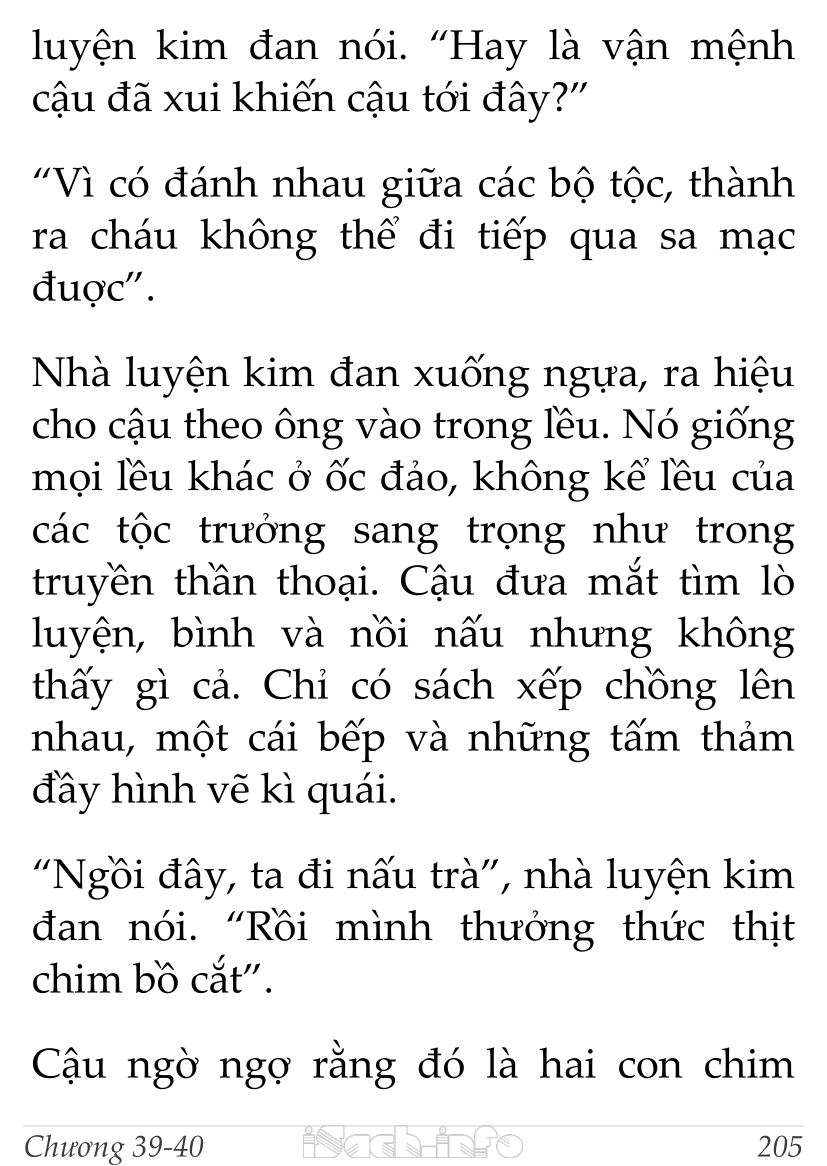 luyện kim đan nói. “Hay là vận mệnh
cậu đã xui khiến cậu tới đây?”
“Vì có đánh nhau giữa các bộ tộc, thành
ra cháu không thể đi tiếp qua sa mạc
đuợc”.
Nhà luyện kim đan xuống ngựa, ra hiệu
cho cậu theo ông vào trong lều. Nó giống
mọi lều khác ở ốc đảo, không kể lều của
các tộc trưởng sang trọng như trong
truyền thần thoại. Cậu đưa mắt tìm lò
luyện, bình và nồi nấu nhưng không
thấy gì cả. Chỉ có sách xếp chồng lên
nhau, một cái bếp và những tấm thảm
đầy hình vẽ kì quái.
“Ngồi đây, ta đi nấu trà”, nhà luyện kim
đan nói. “Rồi mình thưởng thức thịt
chim bồ cắt”.
Cậu ngờ ngợ rằng đó là hai con chim
Chương 39-40 iSach.info 205